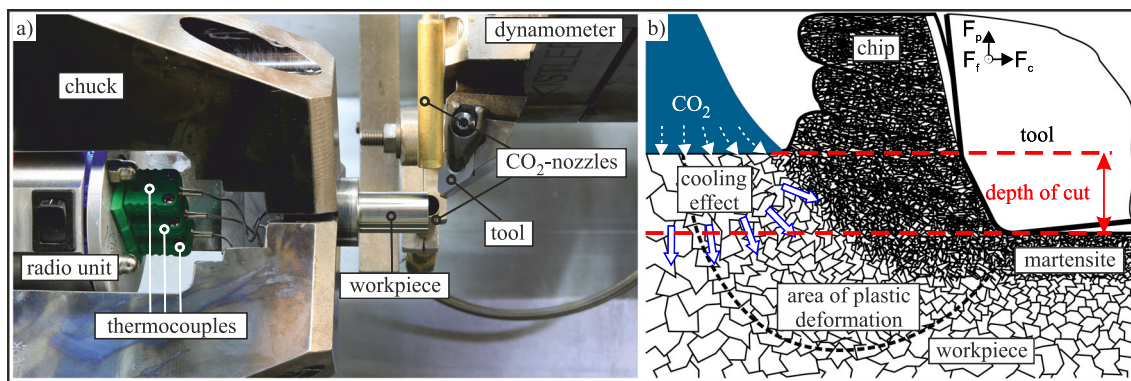 a)
dynamometer
chuck
KISTLER
CO₂-nozzles
tool
radio unit
workpiece
thermocouples
b)
chip
Fp
Ff
Fc
CO₂
tool
cooling
effect
depth of cut
martensite
area of plastic
deformation
workpiece